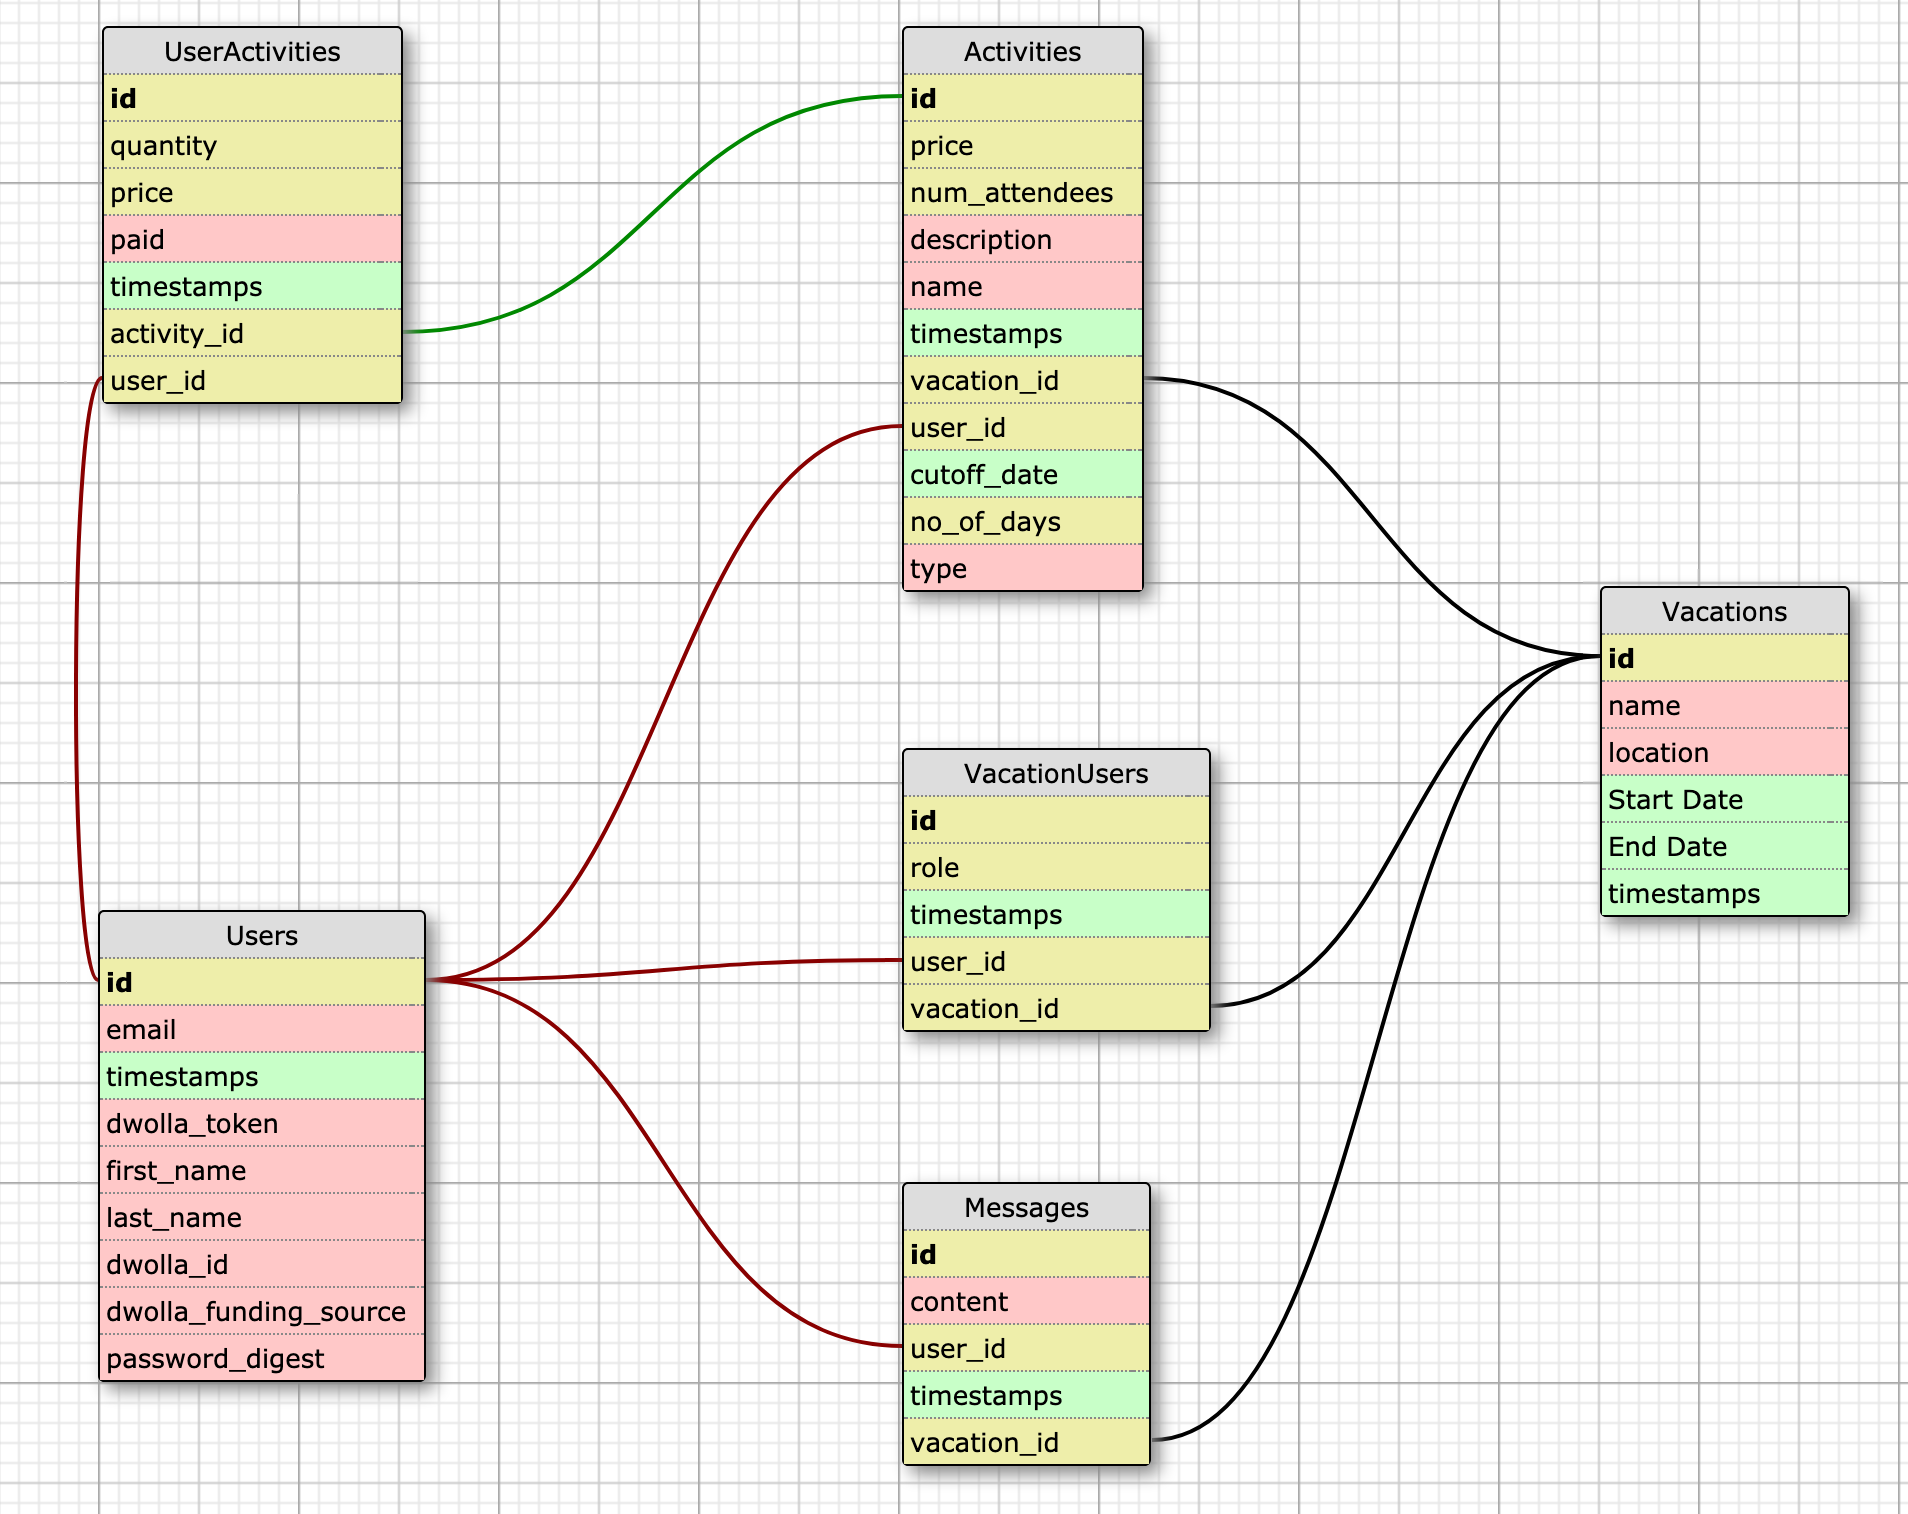 UserActivities
id
quantity
price
paid
timestamps
activity_id
user_id
Activities
id
price
num_attendees
description
name
timestamps
vacation_id
user_id
cutoff_date
no_of_days
type
Vacations
id
name
location
Start Date
End Date
timestamps
VacationUsers
id
role
timestamps
user_id
vacation_id
Users
id
email
timestamps
dwolla_token
first_name
last_name
dwolla_id
dwolla_funding_source
password_digest
Messages
id
content
user_id
timestamps
vacation_id